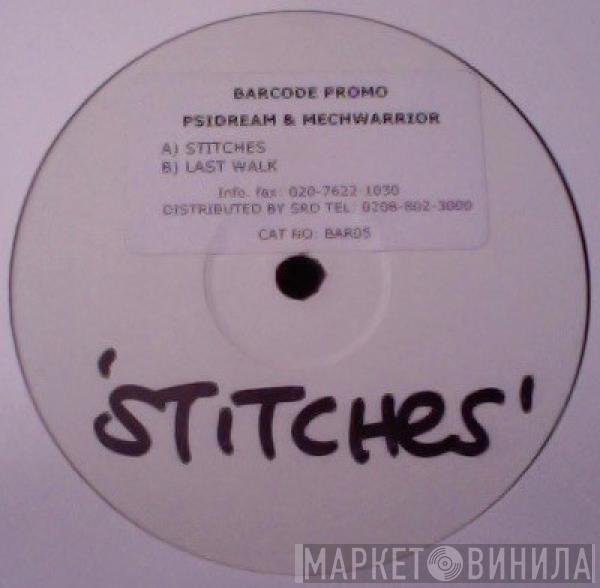 BARCODE PROMO
PSIDREAM & MECHWARRIOR
A) STITCHES
B) LAST WALK
Info. fax: 020-7622-1030
DISTRIBUTED BY SRD TEL: 0208-802-3000
CAT NO: BAR05
'STITCHES'
МАРКЕТ ВИНИЛА